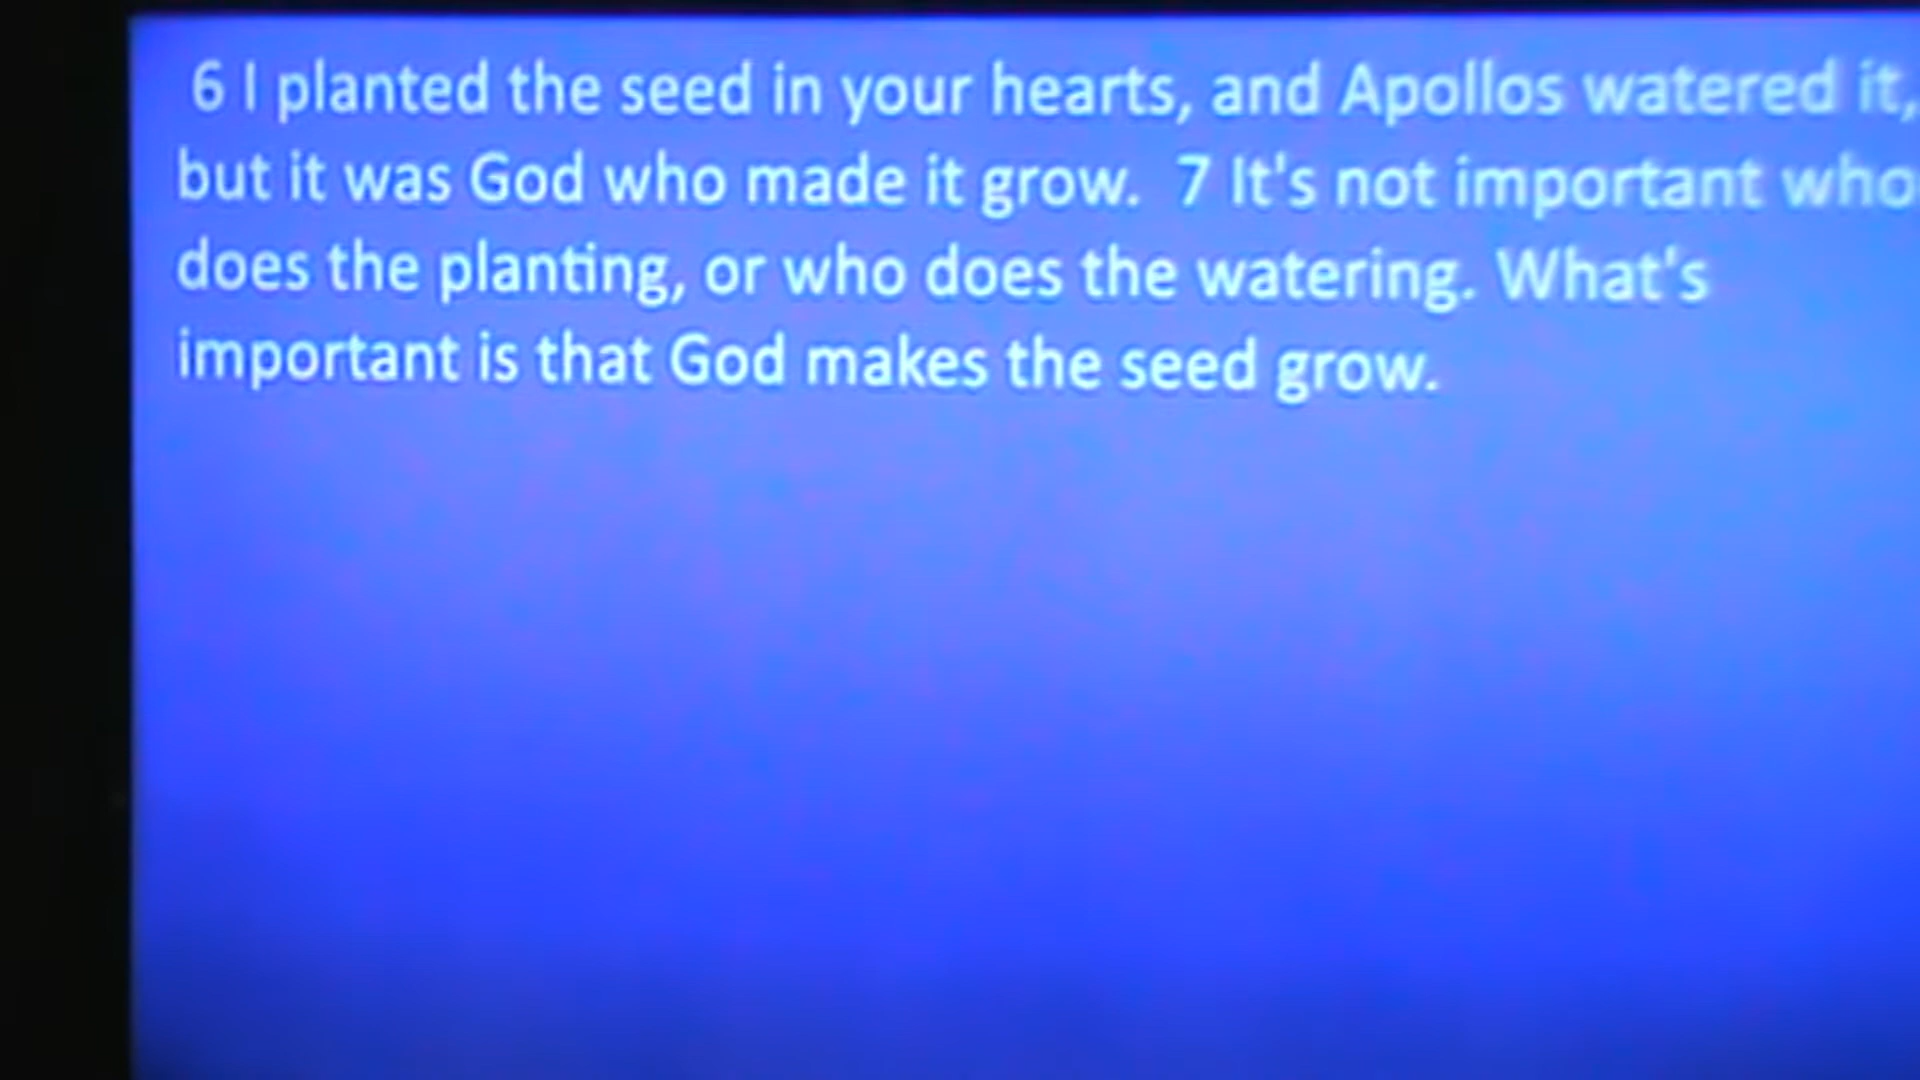 6 I planted the seed in your hearts, and Apollos watered it,
but it was God who made it grow. 7 It's not important who
does the planting, or who does the watering. What's
important is that God makes the seed grow.